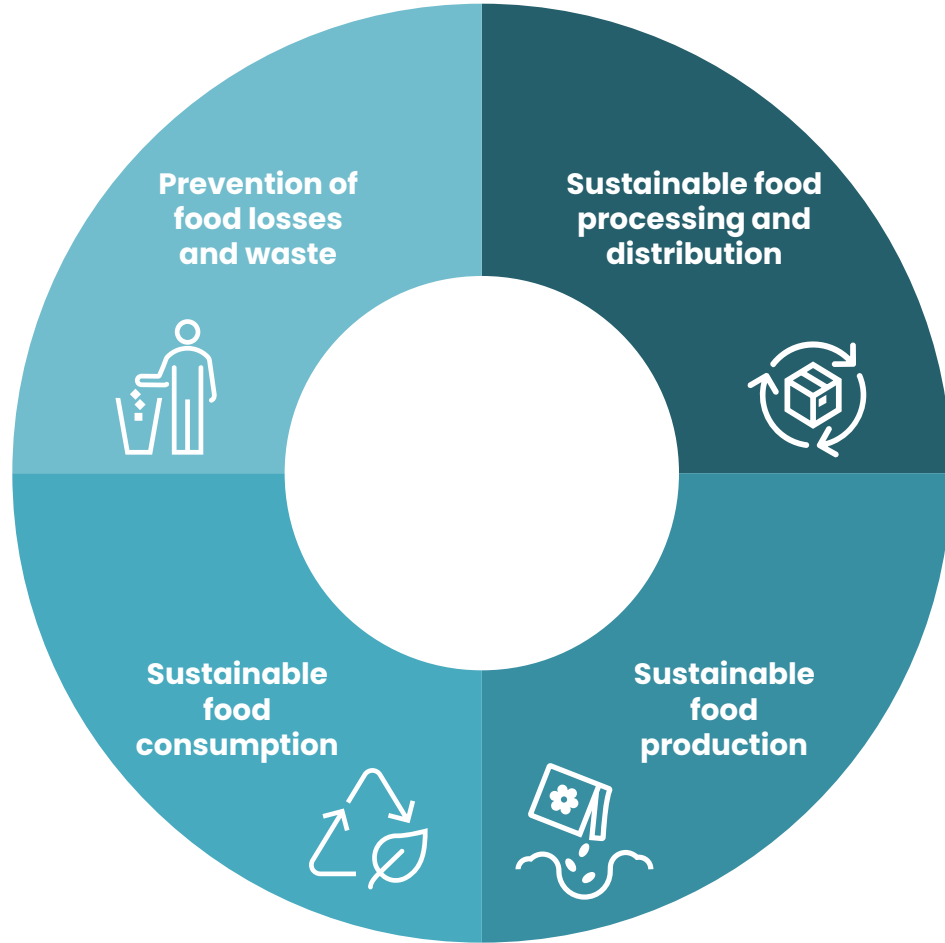 Prevention of
food losses
and waste
Sustainable food
processing and
distribution
Sustainable
food
consumption
Sustainable
food
production